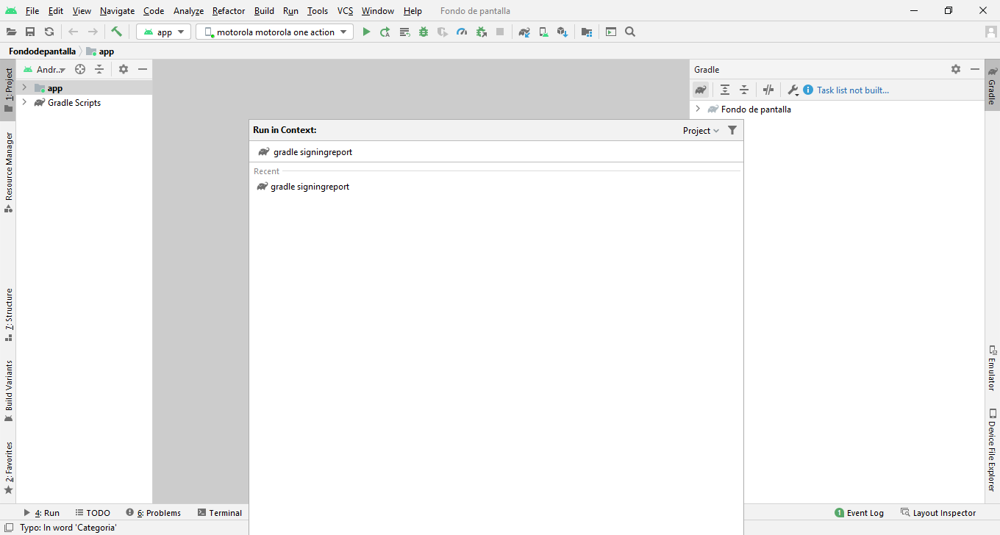 File Edit View Navigate Code Analyze Refactor Build Run Tools VCS Window Help Fondo de pantalla
app motorola motorola one action
Fondodepantalla app
1: Project
Andr..
app
Gradle Scripts
Resource Manager
7: Structure
Build Variants
2: Favorites
Run in Context:
Project
gradle signingreport
Recent
gradle signingreport
Gradle
Task list not built...
Fondo de pantalla
Gradle
Emulator
Device File Explorer
4: Run TODO 6: Problems Terminal
1 Event Log Layout Inspector
Typo: In word 'Categoria'